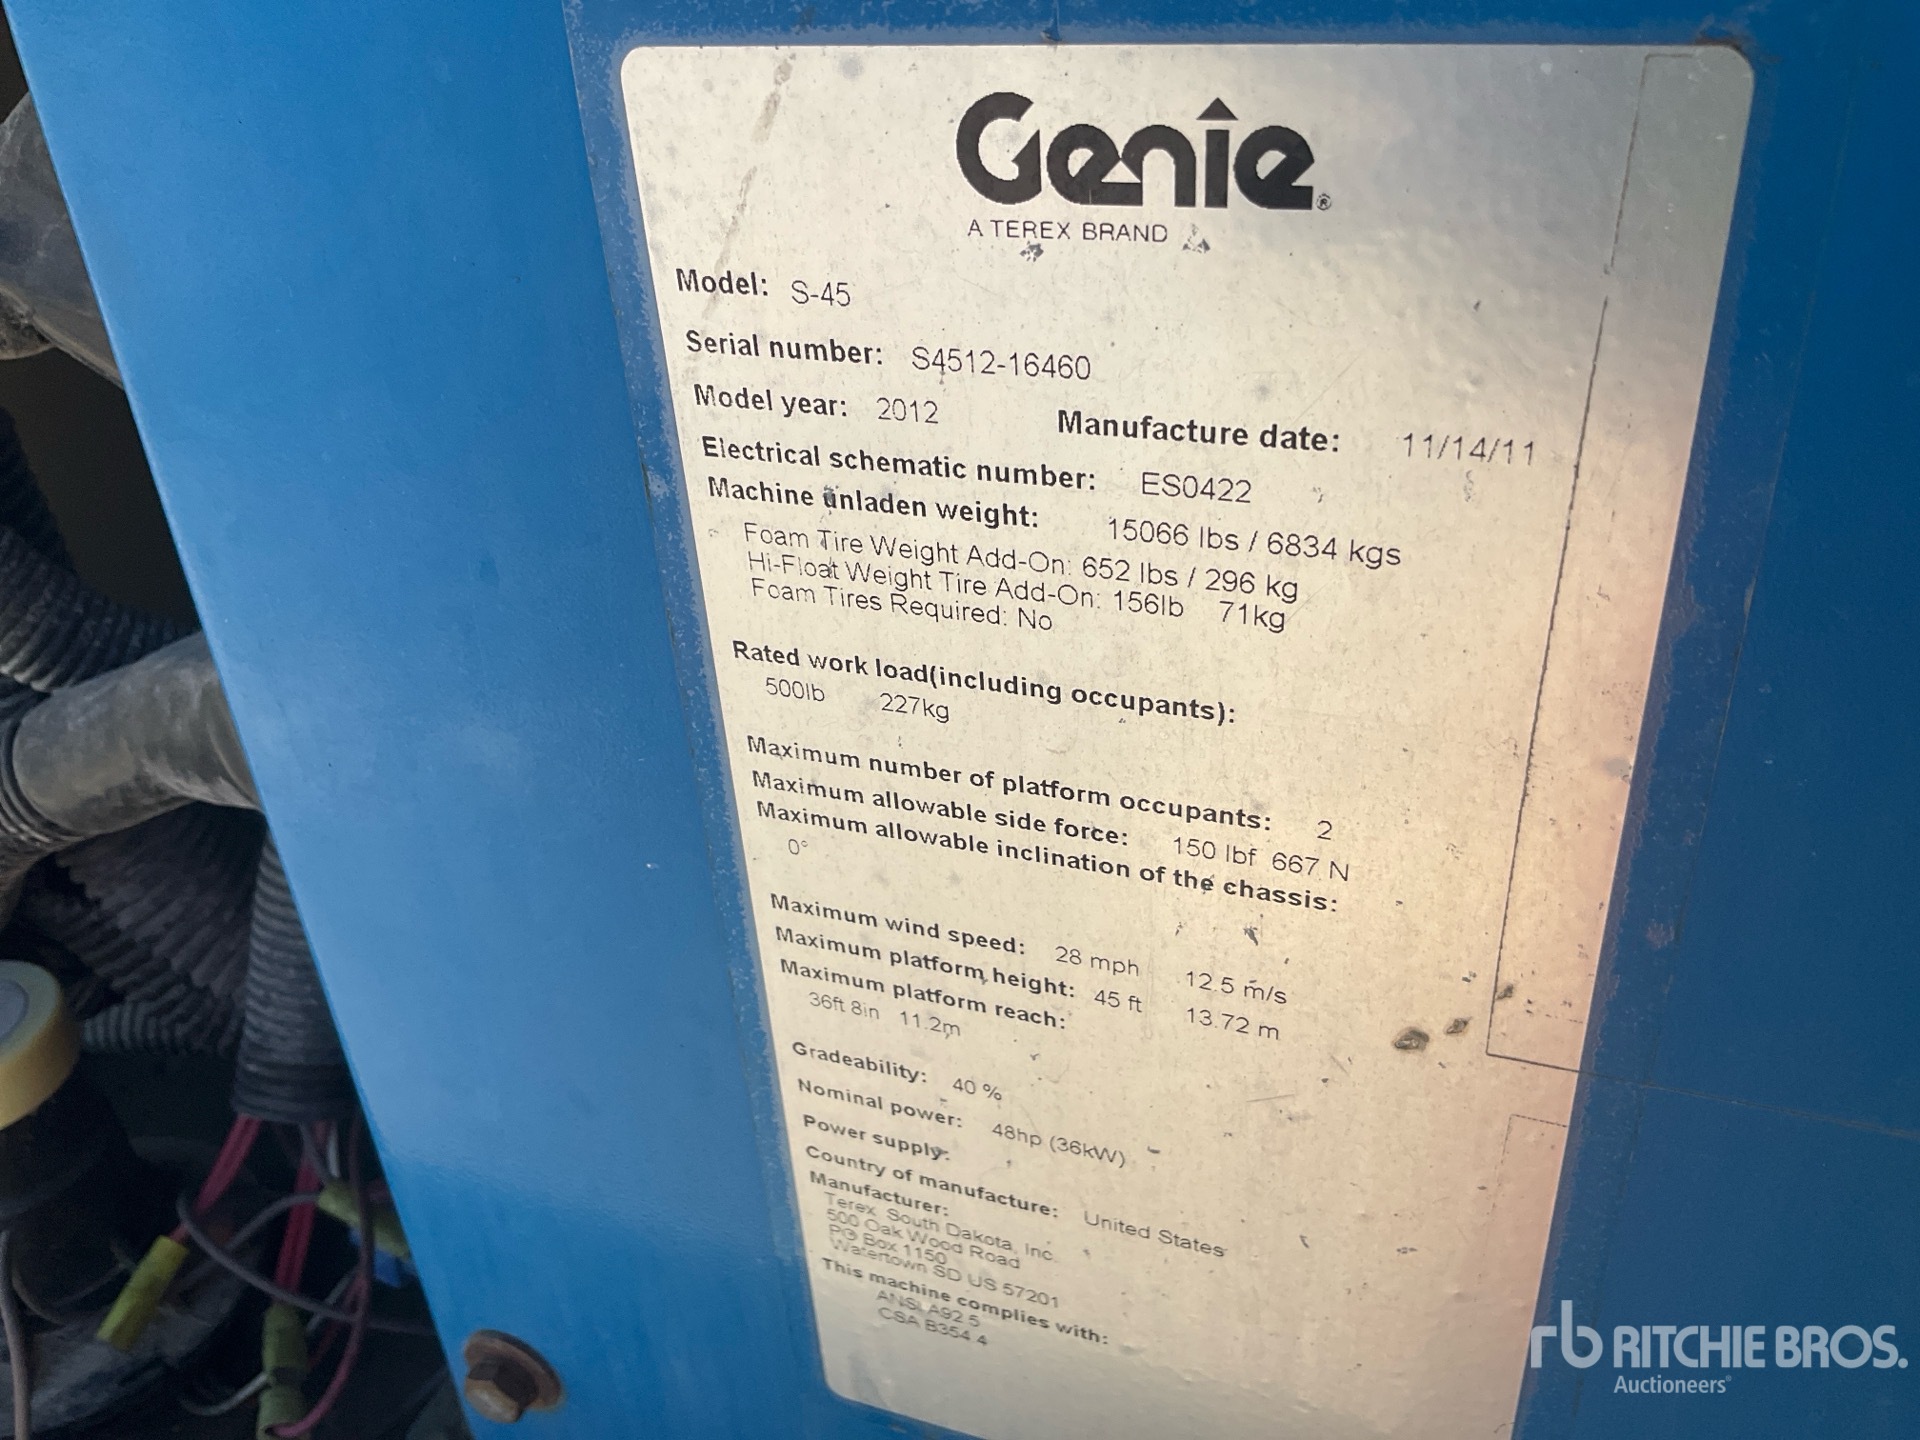 Genie®
A TEREX BRAND
Model: S-45
Serial number: S4512-16460
Model year: 2012 Manufacture date: 11/14/11
Electrical schematic number: ES0422
Machine unladen weight: 15066 lbs / 6834 kgs
Foam Tire Weight Add-On: 652 lbs / 296 kg
Hi-Float Weight Tire Add-On: 156lb 71kg
Foam Tires Required: No
Rated work load(including occupants):
500lb 227kg
Maximum number of platform occupants: 2
Maximum allowable side force: 150 lbf 667 N
Maximum allowable inclination of the chassis:
0°
Maximum wind speed: 28 mph 12.5 m/s
Maximum platform height: 45 ft 13.72 m
Maximum platform reach:
36ft 8in 11.2m
Gradeability: 40 %
Nominal power: 48hp (36kW)
Power supply:
Country of manufacture: United States
Manufacturer:
Terex South Dakota, Inc.
500 Oak Wood Road
PO Box 1150
Watertown SD US 57201
This machine complies with:
ANSI A92.5
CSA B354.4
rb RITCHIE BROS.
Auctioneers®